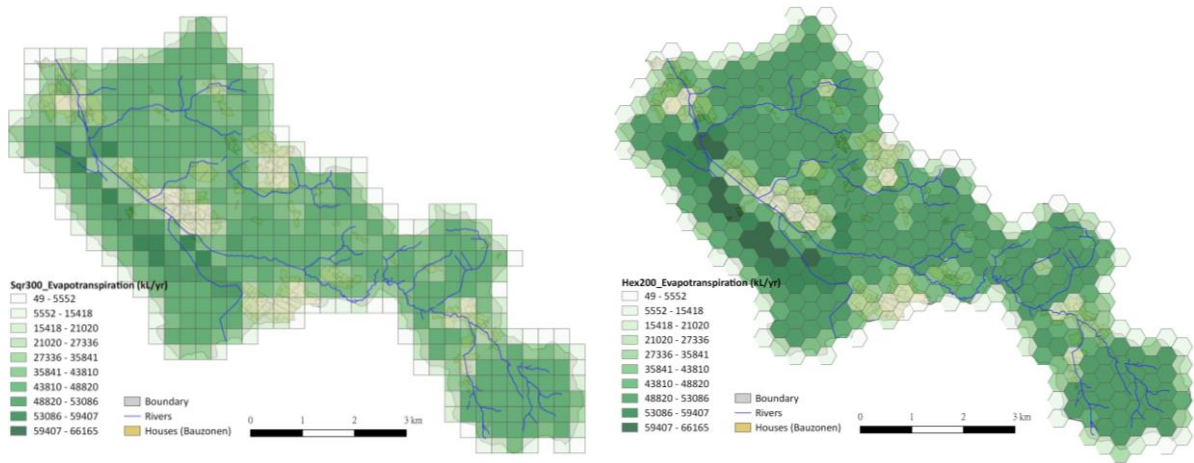 Sqr300_Evapotranspiration (kL/yr)
49 - 5552
5552 - 15418
15418 - 21020
21020 - 27336
27336 - 35841
35841 - 43810
43810 - 48820
48820 - 53086
53086 - 59407
59407 - 66165
Boundary
Rivers
Houses (Bauzonen)
0 1 2 3 km
Hex200_Evapotranspiration (kL/yr)
49 - 5552
5552 - 15418
15418 - 21020
21020 - 27336
27336 - 35841
35841 - 43810
43810 - 48820
48820 - 53086
53086 - 59407
59407 - 66165
Boundary
Rivers
Houses (Bauzonen)
0 1 2 3 km